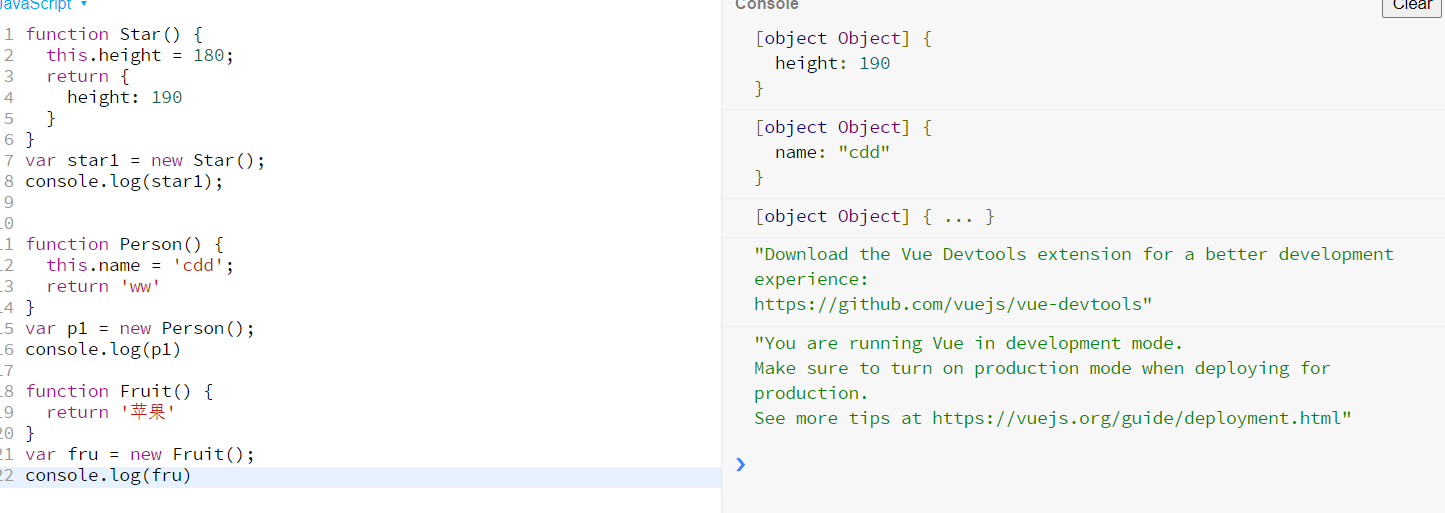 JavaScript
1 function Star() {
2   this.height = 180;
3   return {
4     height: 190
5   }
6 }
7 var star1 = new Star();
8 console.log(star1);
9
10
11 function Person() {
12   this.name = 'cdd';
13   return 'ww'
14 }
15 var p1 = new Person();
16 console.log(p1)
17
18 function Fruit() {
19   return '苹果'
20 }
21 var fru = new Fruit();
22 console.log(fru)
Console
Clear
[object Object] {
  height: 190
}
[object Object] {
  name: "cdd"
}
[object Object] { ... }
"Download the Vue Devtools extension for a better development
experience:
https://github.com/vuejs/vue-devtools"
"You are running Vue in development mode.
Make sure to turn on production mode when deploying for
production.
See more tips at https://vuejs.org/guide/deployment.html"